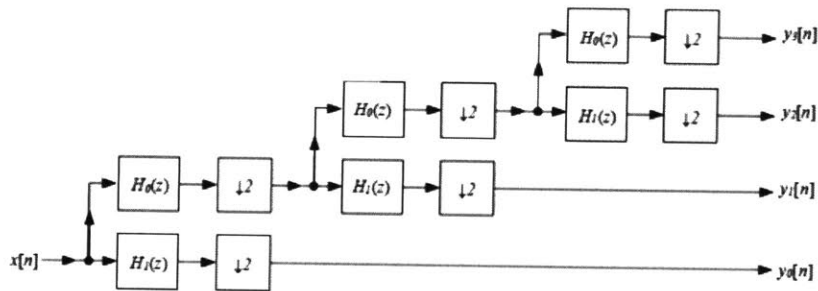 H₀(z) ↓2 y₃[n]
H₀(z) ↓2 H₁(z) ↓2 y₂[n]
H₀(z) ↓2 H₁(z) ↓2 y₁[n]
x[n] H₁(z) ↓2 y₀[n]